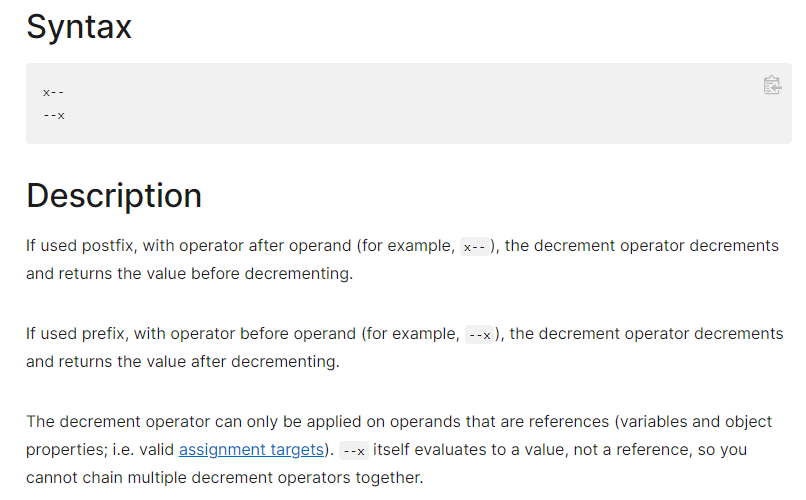 Syntax
x--
--x
Description
If used postfix, with operator after operand (for example, x-- ), the decrement operator decrements
and returns the value before decrementing.
If used prefix, with operator before operand (for example, --x ), the decrement operator decrements
and returns the value after decrementing.
The decrement operator can only be applied on operands that are references (variables and object
properties; i.e. valid assignment targets). --x itself evaluates to a value, not a reference, so you
cannot chain multiple decrement operators together.